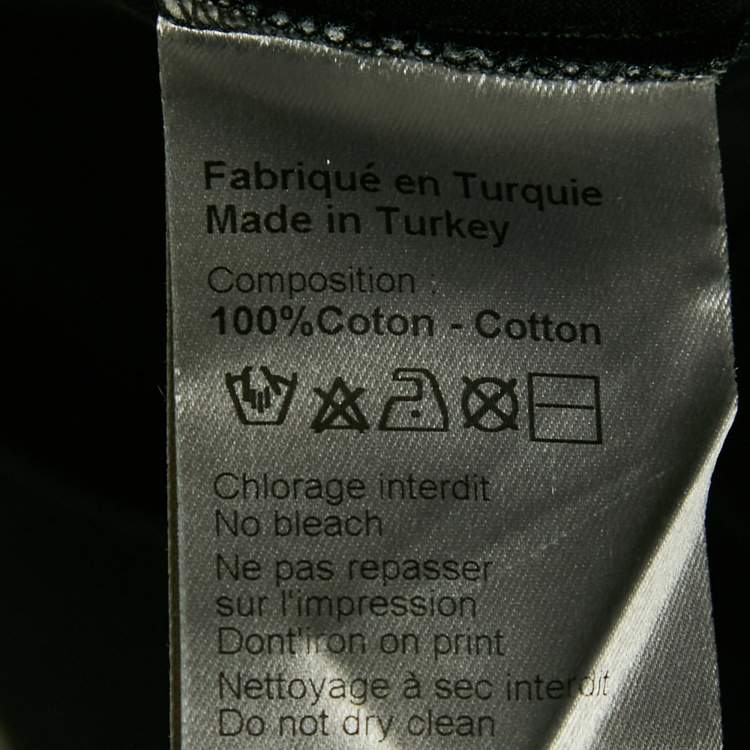 Fabriqué en Turquie
Made in Turkey
Composition :
100%Coton - Cotton
Chlorage interdit
No bleach
Ne pas repasser
sur l'impression
Dont'iron on print
Nettoyage à sec interdit
Do not dry clean